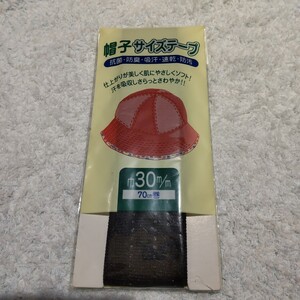 帽子サイズテープ
抗菌・防臭・吸汗・速乾・防汚
仕上がりが美しく肌にやさしくソフト!
汗を吸収しさらっとさわやか!!
巾30m/m
70cm巻